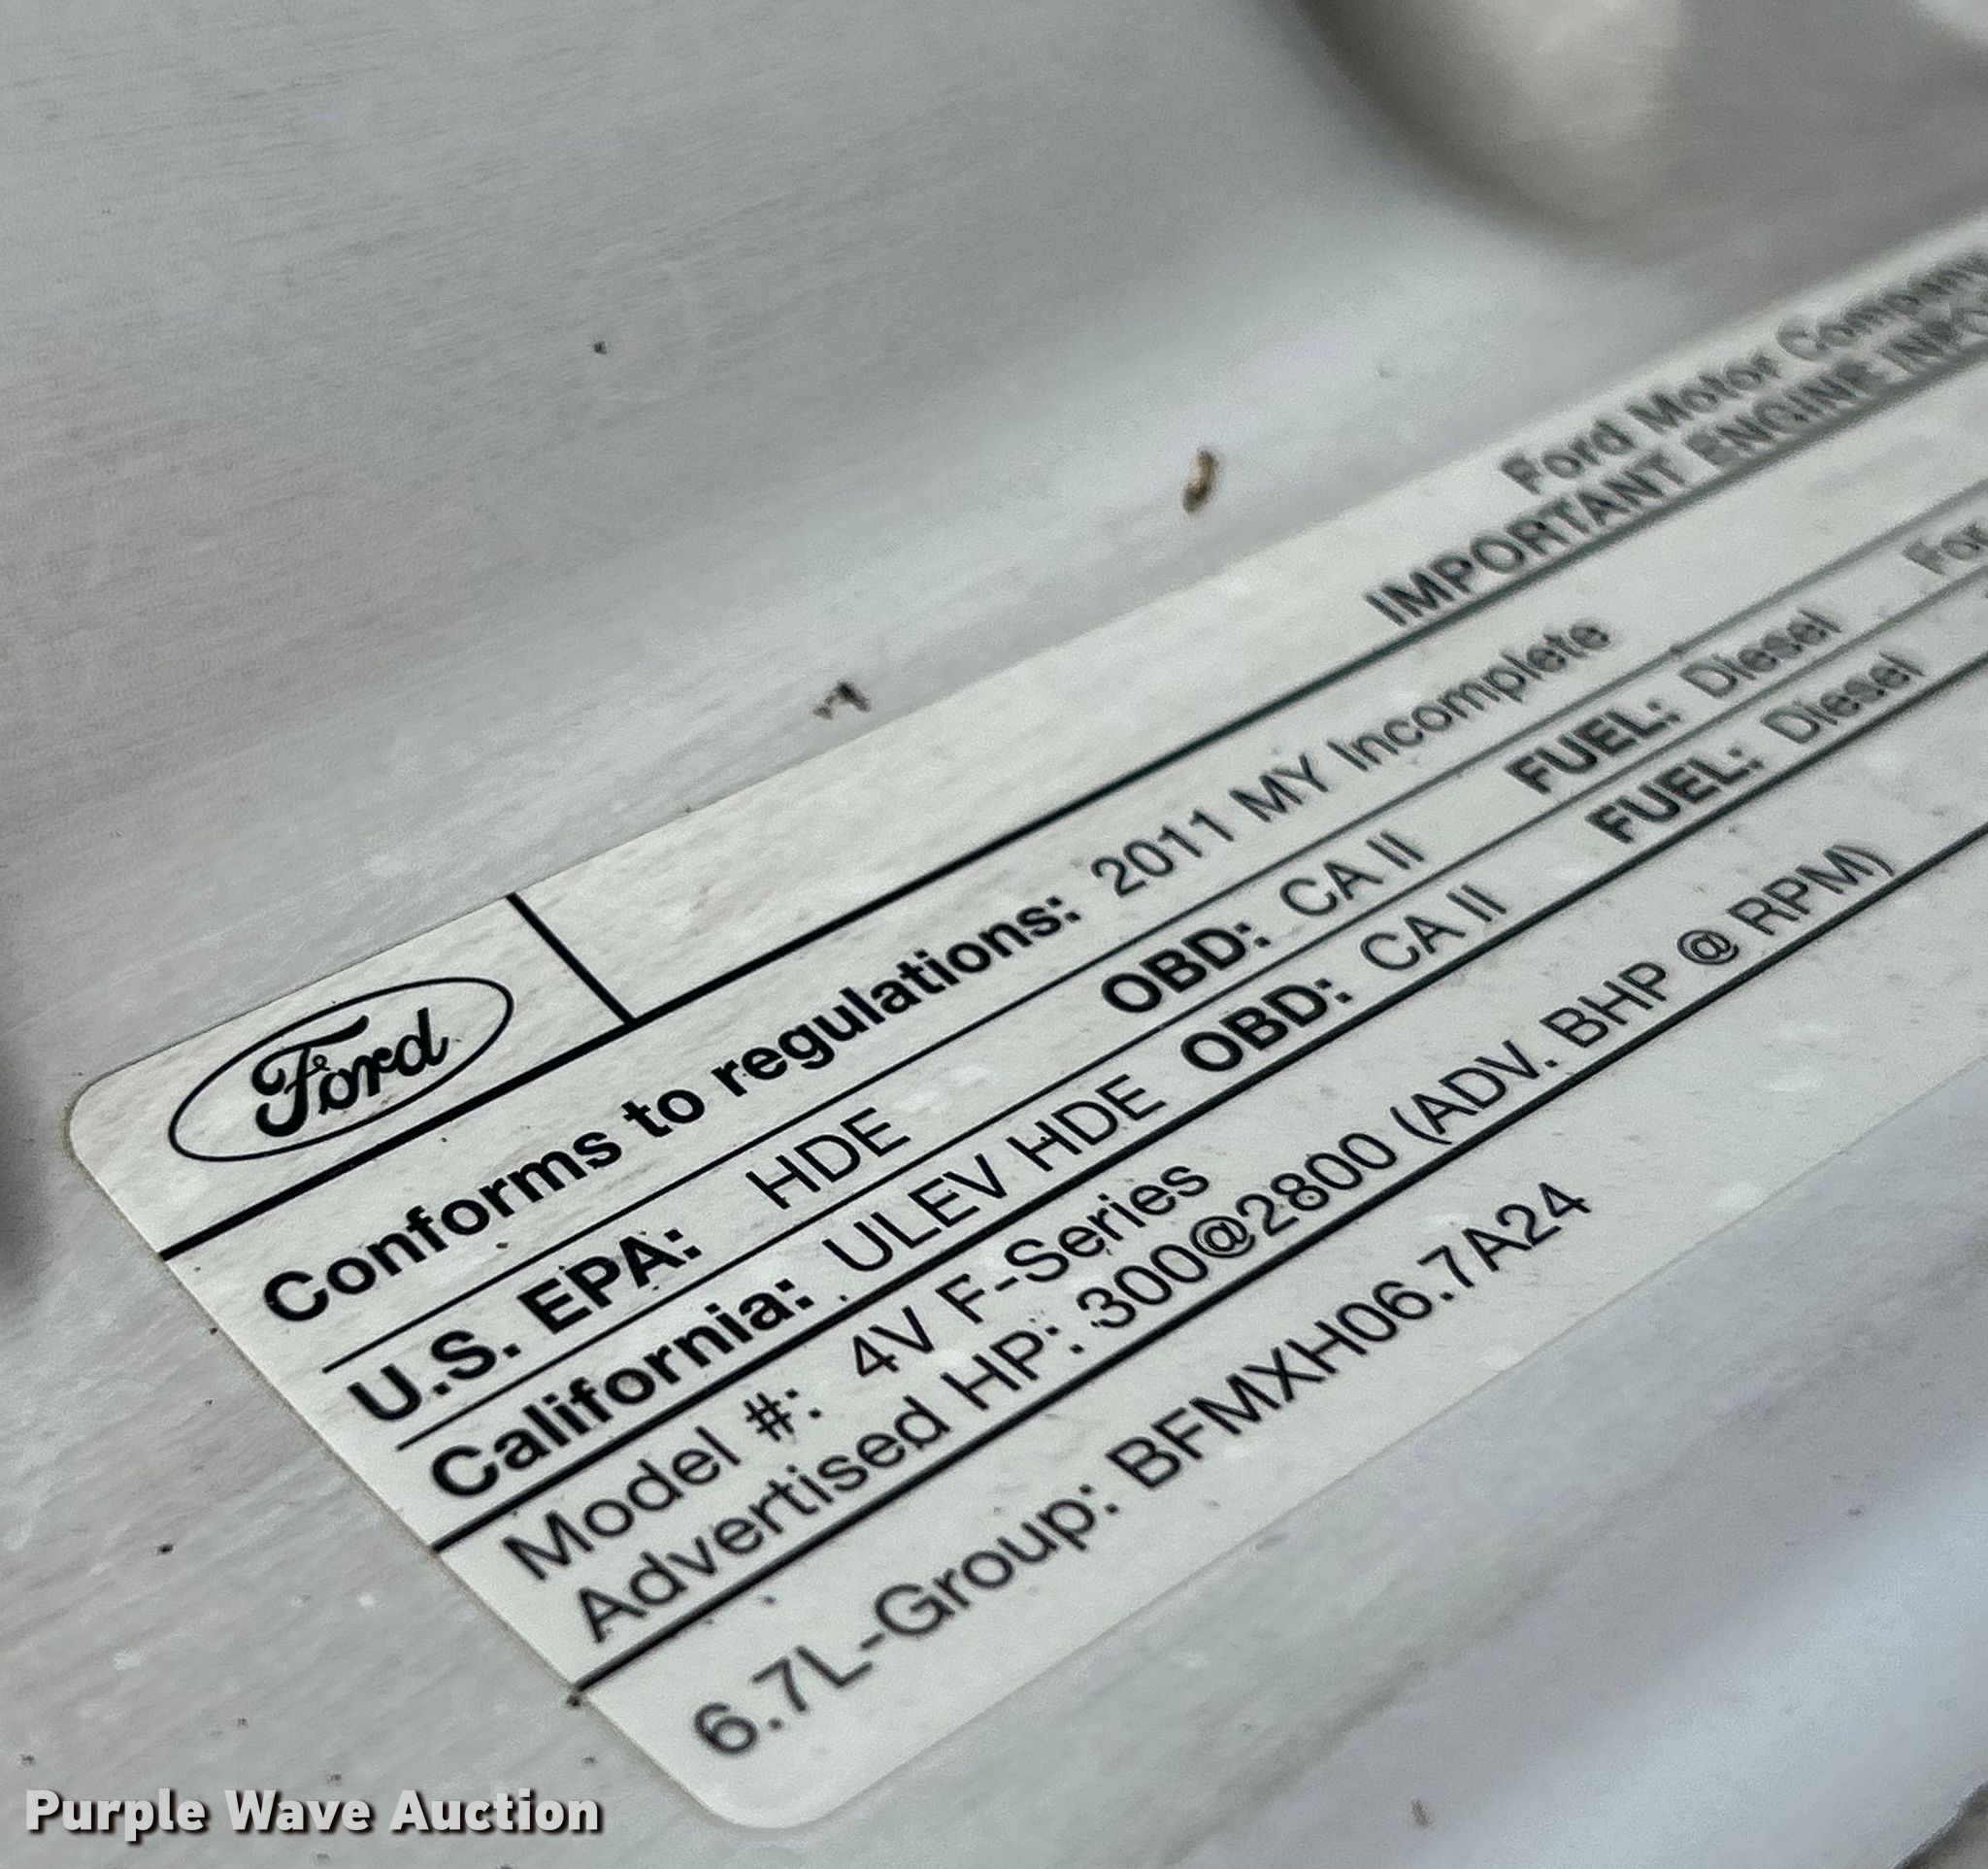 Ford Motor Company
IMPORTANT ENGINE
Ford
Conforms to regulations: 2011 MY Incomplete
U.S. EPA: HDE OBD: CA II FUEL: Diesel For
California: ULEV HDE OBD: CA II FUEL: Diesel
Model #: 4V F-Series
Advertised HP: 300@2800 (ADV. BHP @ RPM)
6.7L-Group: BFMXH06.7A24
Purple Wave Auction